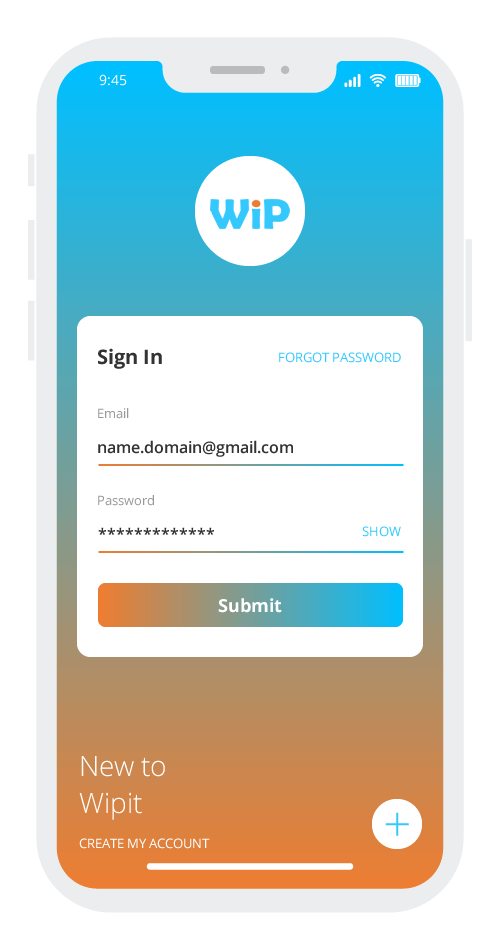 9:45
WiP
Sign In
FORGOT PASSWORD
Email
name.domain@gmail.com
Password
*************
SHOW
Submit
New to
Wipit
CREATE MY ACCOUNT